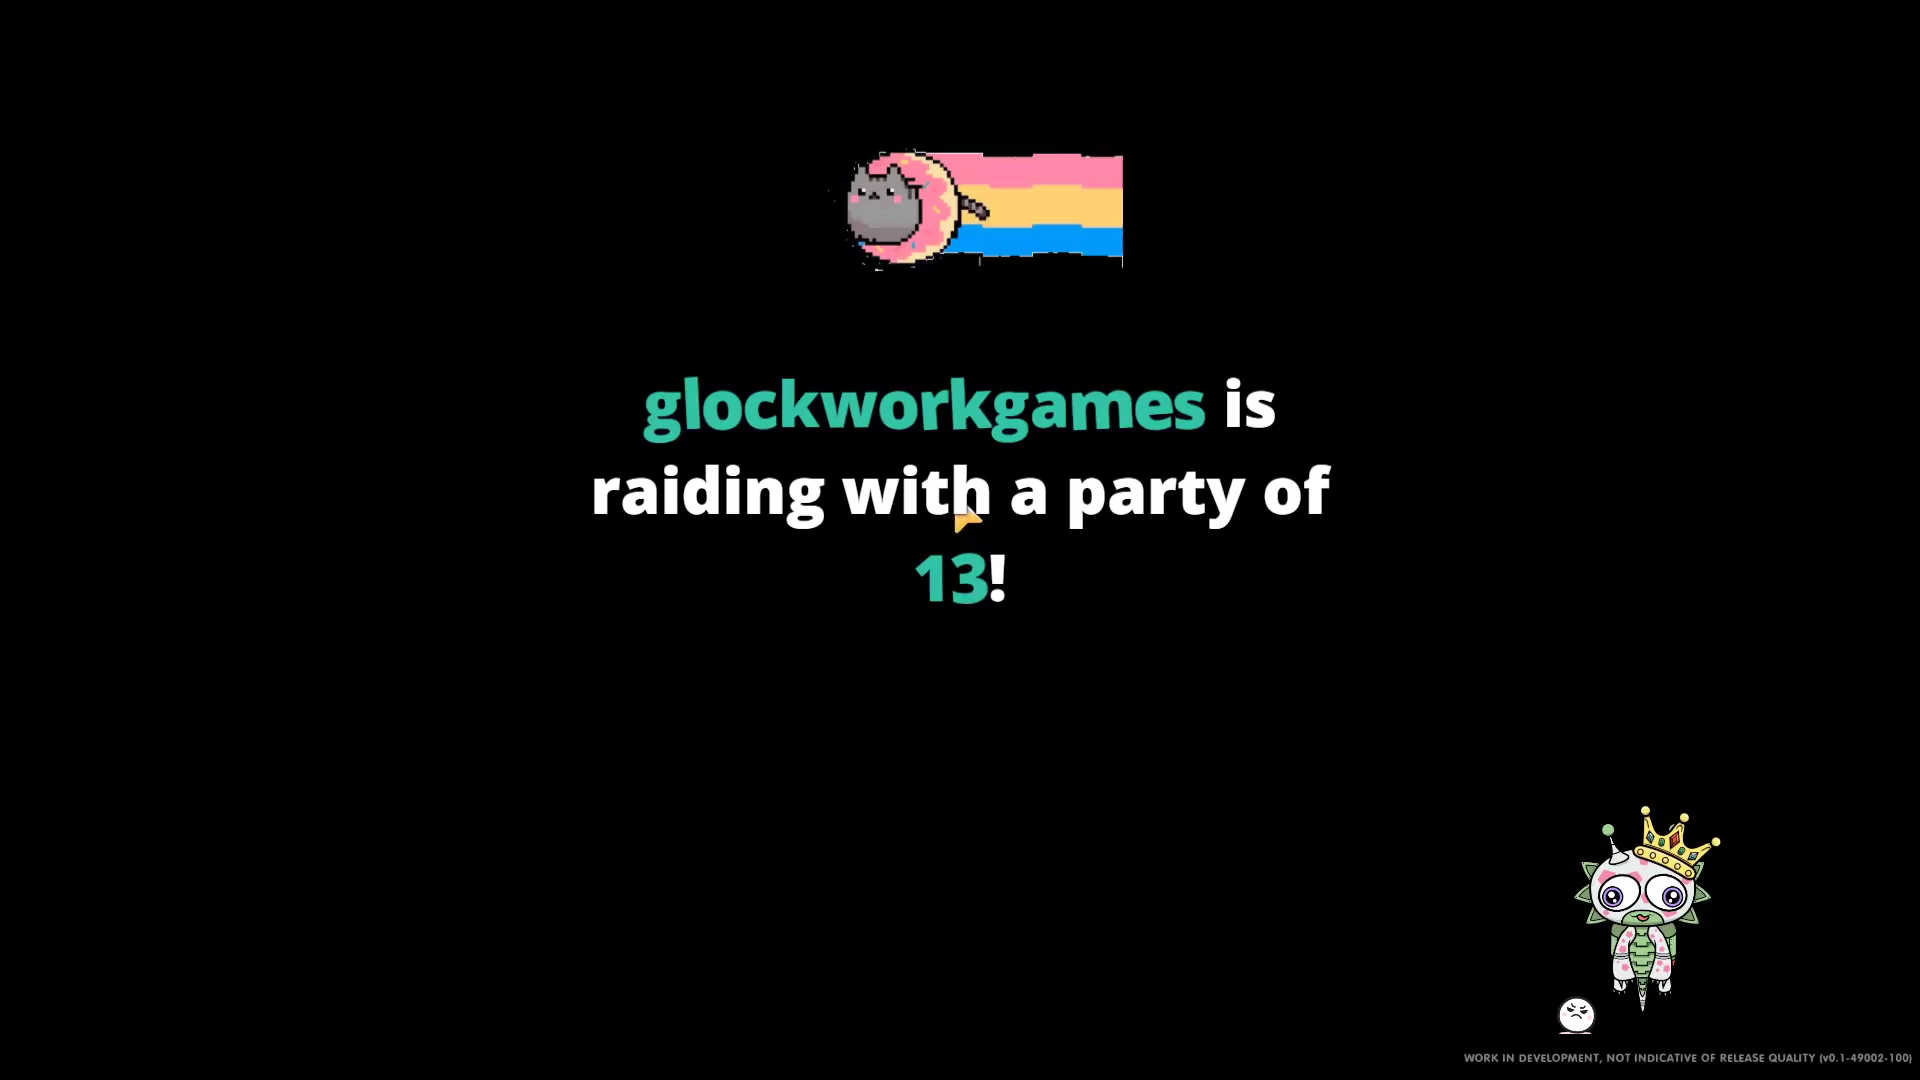 glockworkgames is
raiding with a party of
13!
WORK IN DEVELOPMENT, NOT INDICATIVE OF RELEASE QUALITY (v0.1-49002-100)